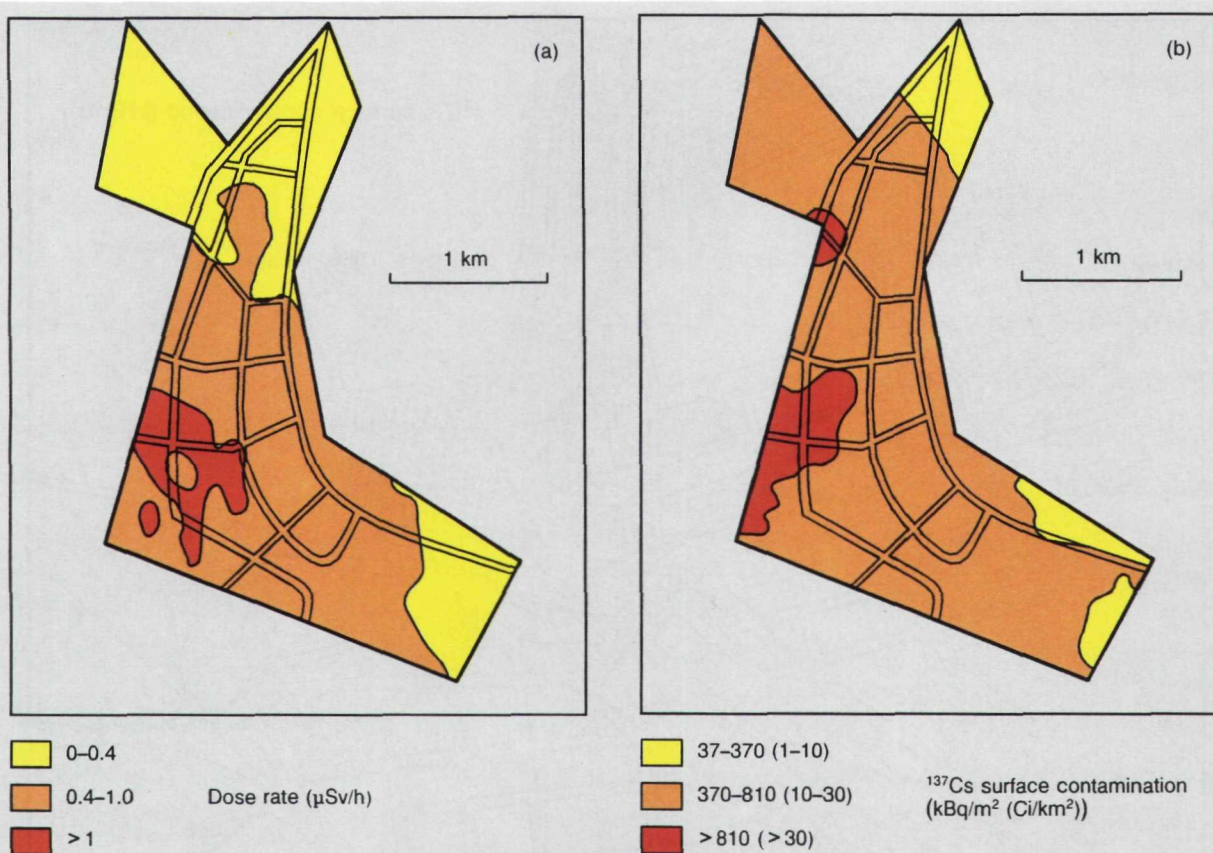 (a)
1 km
0–0.4
0.4–1.0
Dose rate (µSv/h)
>1
(b)
1 km
37–370 (1–10)
370–810 (10–30)
>810 (>30)
¹³⁷Cs surface contamination
(kBq/m² (Ci/km²))